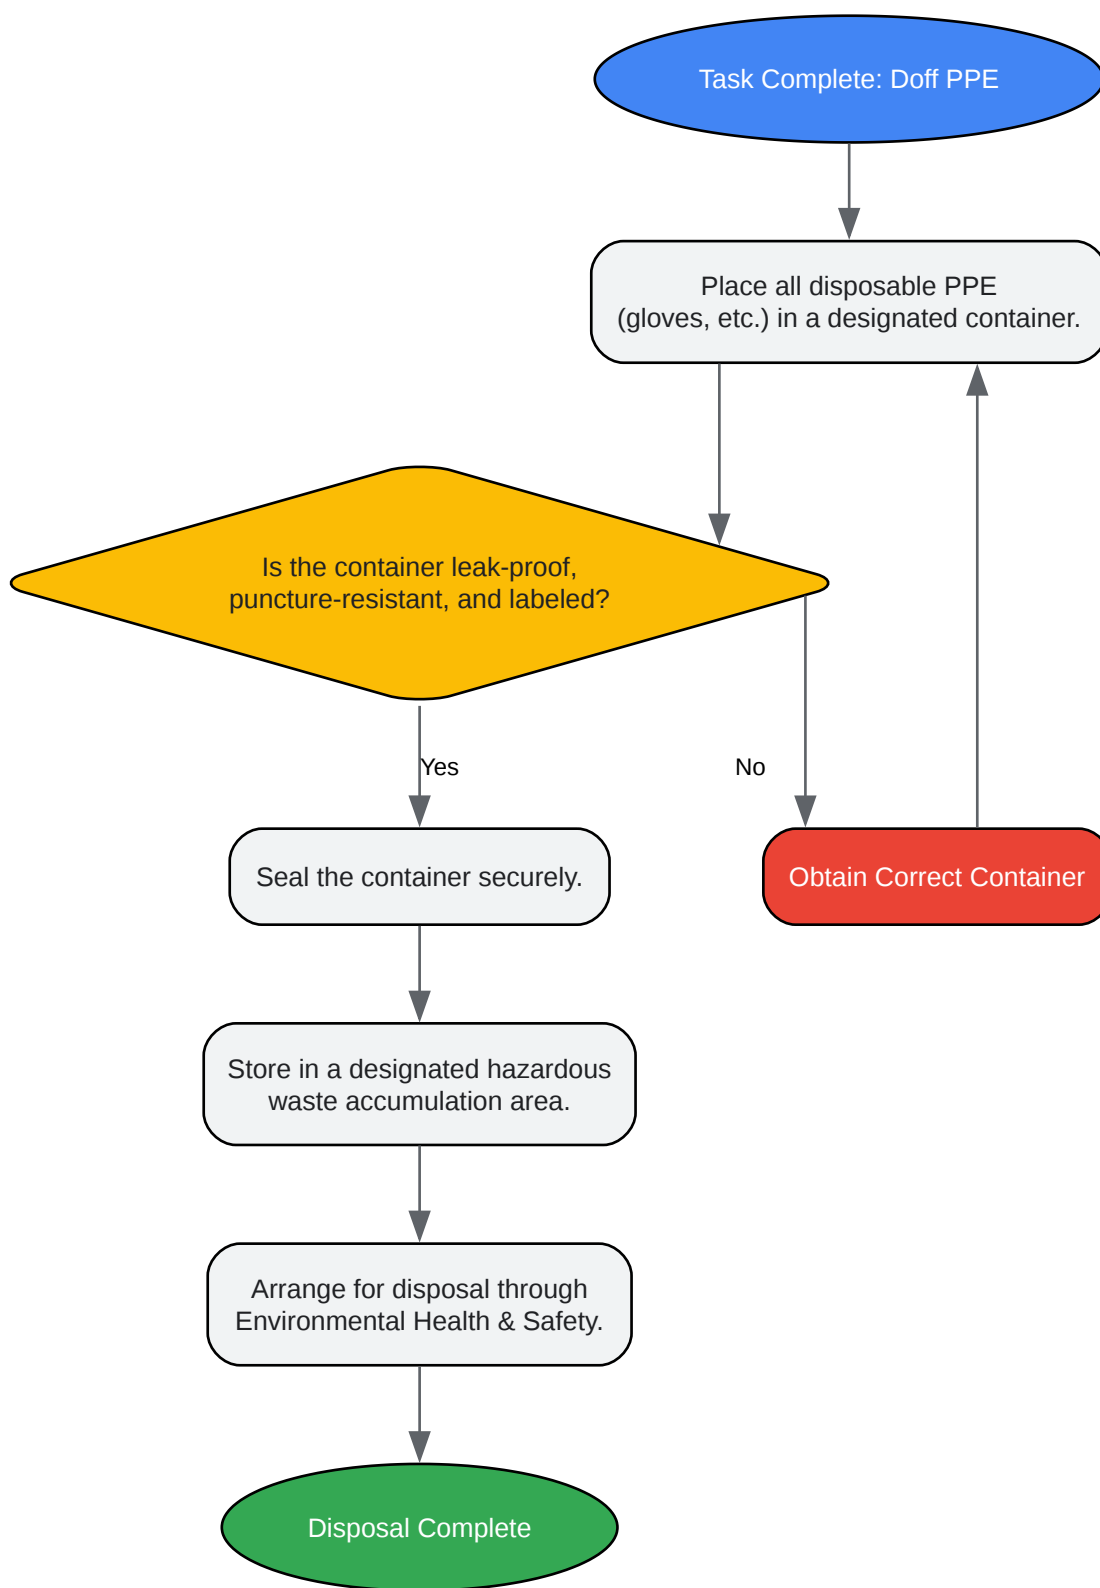 Task Complete: Doff PPE
Place all disposable PPE
(gloves, etc.) in a designated container.
Is the container leak-proof,
puncture-resistant, and labeled?
Yes
No
Seal the container securely.
Obtain Correct Container
Store in a designated hazardous
waste accumulation area.
Arrange for disposal through
Environmental Health & Safety.
Disposal Complete